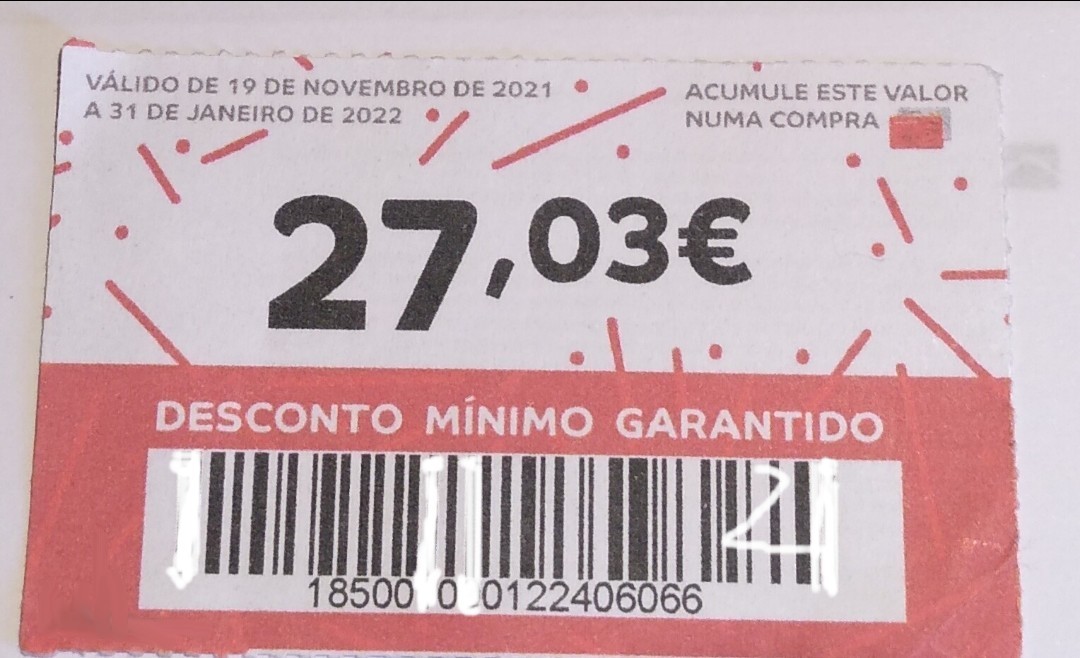 VÁLIDO DE 19 DE NOVEMBRO DE 2021
A 31 DE JANEIRO DE 2022
ACUMULE ESTE VALOR
NUMA COMPRA
27,03€
DESCONTO MÍNIMO GARANTIDO
21